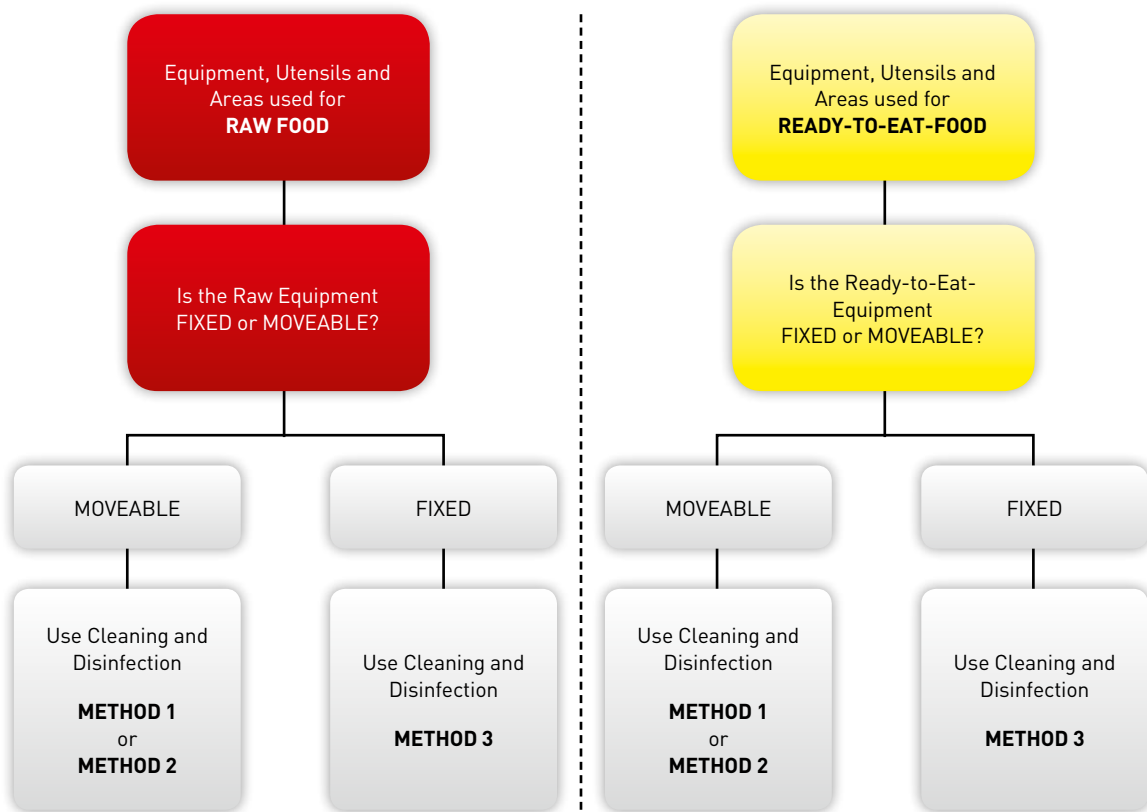 Equipment, Utensils and
Areas used for
RAW FOOD
Is the Raw Equipment
FIXED or MOVEABLE?
MOVEABLE
FIXED
Use Cleaning and
Disinfection
METHOD 1
or
METHOD 2
Use Cleaning and
Disinfection
METHOD 3
Equipment, Utensils and
Areas used for
READY-TO-EAT-FOOD
Is the Ready-to-Eat-
Equipment
FIXED or MOVEABLE?
MOVEABLE
FIXED
Use Cleaning and
Disinfection
METHOD 1
or
METHOD 2
Use Cleaning and
Disinfection
METHOD 3